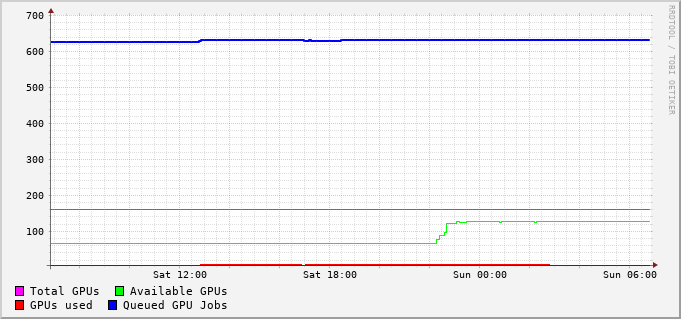 700
600
500
400
300
200
100
Sat 12:00 Sat 18:00 Sun 00:00 Sun 06:00
Total GPUs Available GPUs
GPUs used Queued GPU Jobs
RRDTOOL / TOBI OETIKER